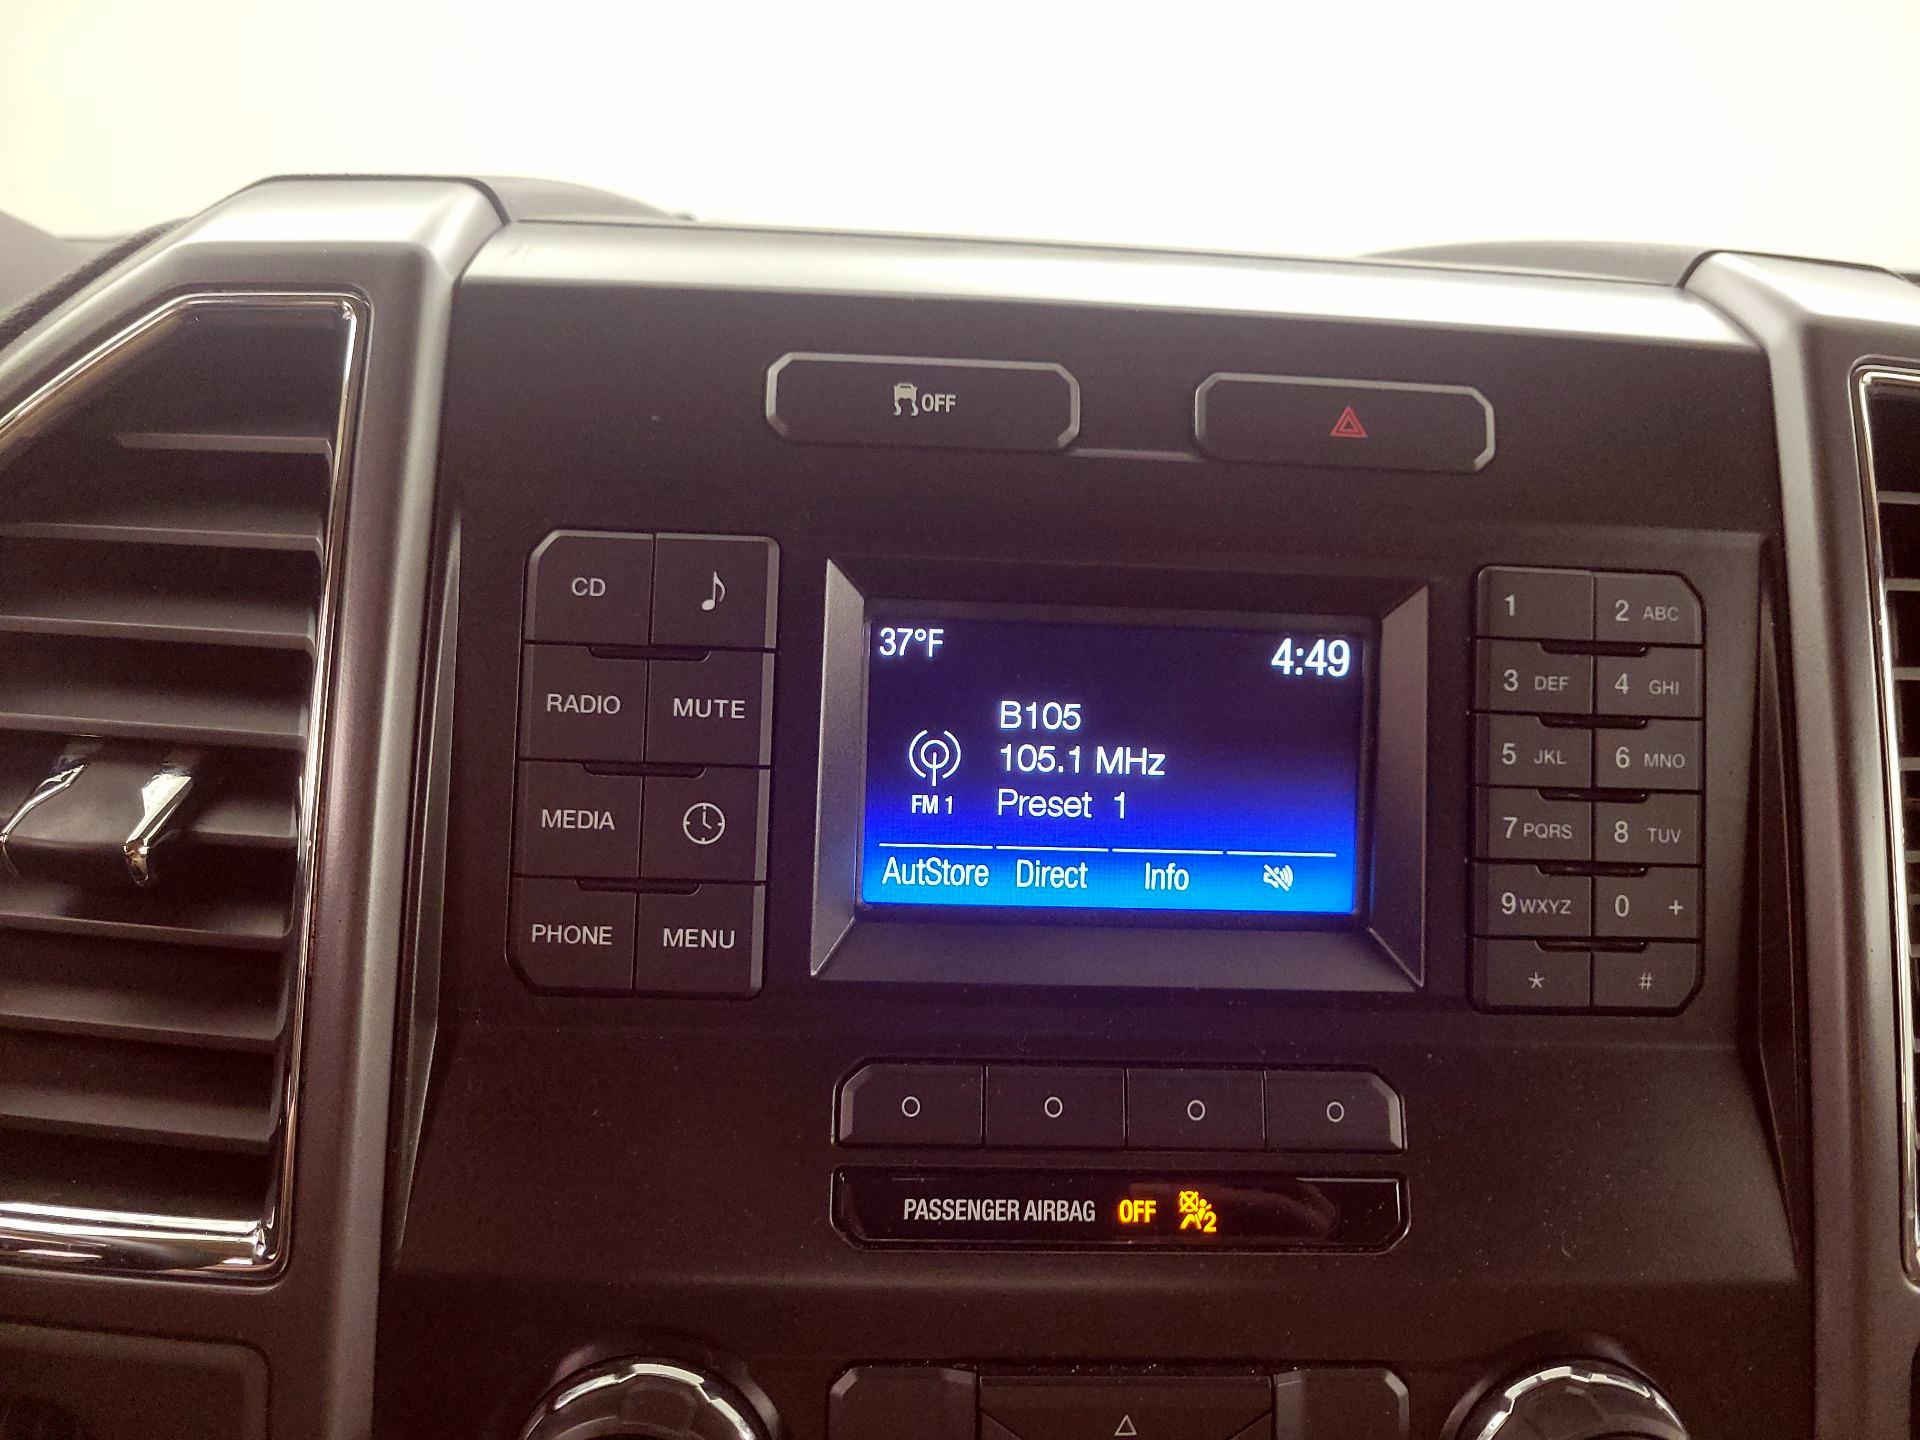 OFF
CD
RADIO MUTE
MEDIA
PHONE MENU
37°F 4:49
B105
105.1 MHz
FM 1 Preset 1
AutStore Direct Info
1 2 ABC
3 DEF 4 GHI
5 JKL 6 MNO
7 PQRS 8 TUV
9 WXYZ 0 +
* #
PASSENGER AIRBAG OFF 2